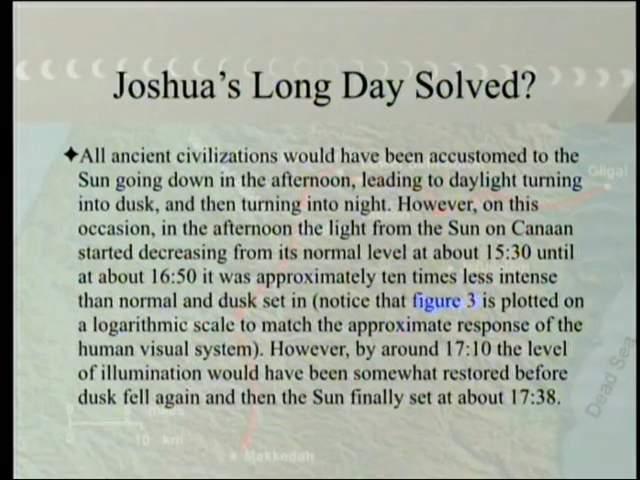 Joshua's Long Day Solved?
✦All ancient civilizations would have been accustomed to the
Sun going down in the afternoon, leading to daylight turning
into dusk, and then turning into night. However, on this
occasion, in the afternoon the light from the Sun on Canaan
started decreasing from its normal level at about 15:30 until
at about 16:50 it was approximately ten times less intense
than normal and dusk set in (notice that figure 3 is plotted on
a logarithmic scale to match the approximate response of the
human visual system). However, by around 17:10 the level
of illumination would have been somewhat restored before
dusk fell again and then the Sun finally set at about 17:38.
Gilgal
Dead Sea
10 km
Makkedah